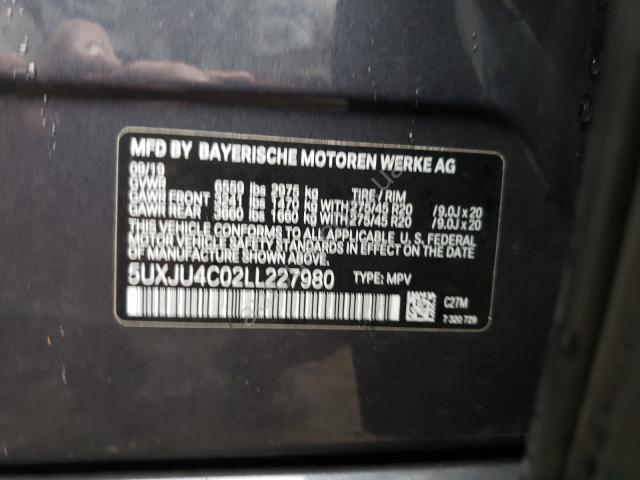 MFD BY BAYERISCHE MOTOREN WERKE AG
09/19
GVWR 6550 lbs 2975 kg TIRE / RIM
GAWR FRONT 3241 lbs 1470 kg WITH 275/45 R20 /9.0J x 20
GAWR REAR 3660 lbs 1660 kg WITH 275/45 R20 /9.0J x 20
THIS VEHICLE CONFORMS TO ALL APPLICABLE U.S. FEDERAL
MOTOR VEHICLE SAFETY STANDARDS IN EFFECT ON THE DATE OF
MANUFACTURE SHOWN ABOVE.
5UXJU4C02LL227980 TYPE: MPV
C27M
7 320 729